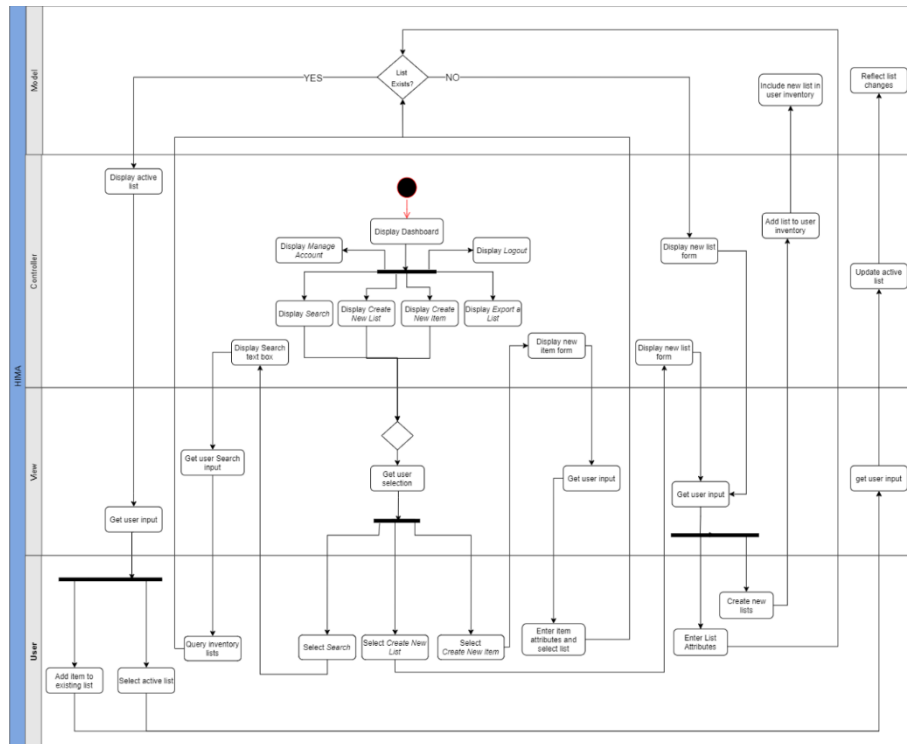 HIMA
Model
List
Exists?
YES
NO
Include new list in
user inventory
Reflect list
changes
Controller
Display active
list
Display Dashboard
Display Manage
Account
Display Logout
Display Search
Display Create
New List
Display Create
New Item
Display Export a
List
Display Search
text box
Display new
item form
Display new list
form
Display new list
form
Add list to user
inventory
Update active
list
View
Get user input
Get user Search
input
Get user
selection
Get user input
Get user input
get user input
User
Add item to
existing list
Select active list
Query inventory
lists
Select Search
Select Create New
List
Select
Create New Item
Enter item
attributes and
select list
Enter List
Attributes
Create new
lists